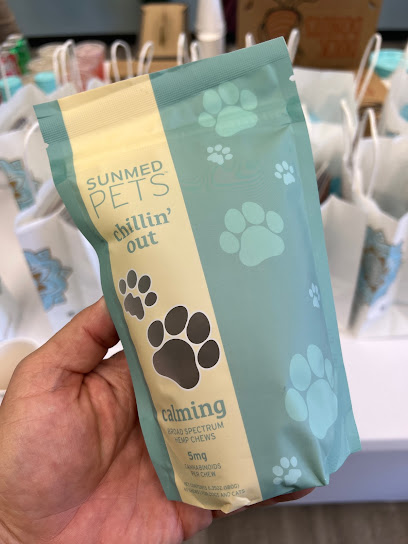 SUNMED
PETS
chillin'
out
calming
BROAD SPECTRUM
HEMP CHEWS
5mg
CANNABINOIDS
PER CHEW